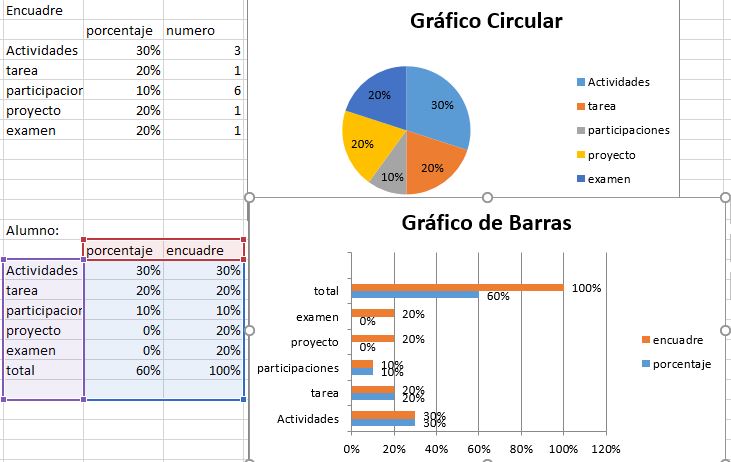 Encuadre
porcentaje numero
Actividades 30% 3
tarea 20% 1
participacior 10% 6
proyecto 20% 1
examen 20% 1
Gráfico Circular
30%
20%
10%
20%
20%
Actividades
tarea
participaciones
proyecto
examen
Alumno:
porcentaje encuadre
Actividades 30% 30%
tarea 20% 20%
participacior 10% 10%
proyecto 0% 20%
examen 0% 20%
total 60% 100%
Gráfico de Barras
total 100%
60%
examen 20%
0%
proyecto 20%
0%
participaciones 10%
10%
tarea 20%
20%
Actividades 30%
30%
0% 20% 40% 60% 80% 100% 120%
encuadre
porcentaje